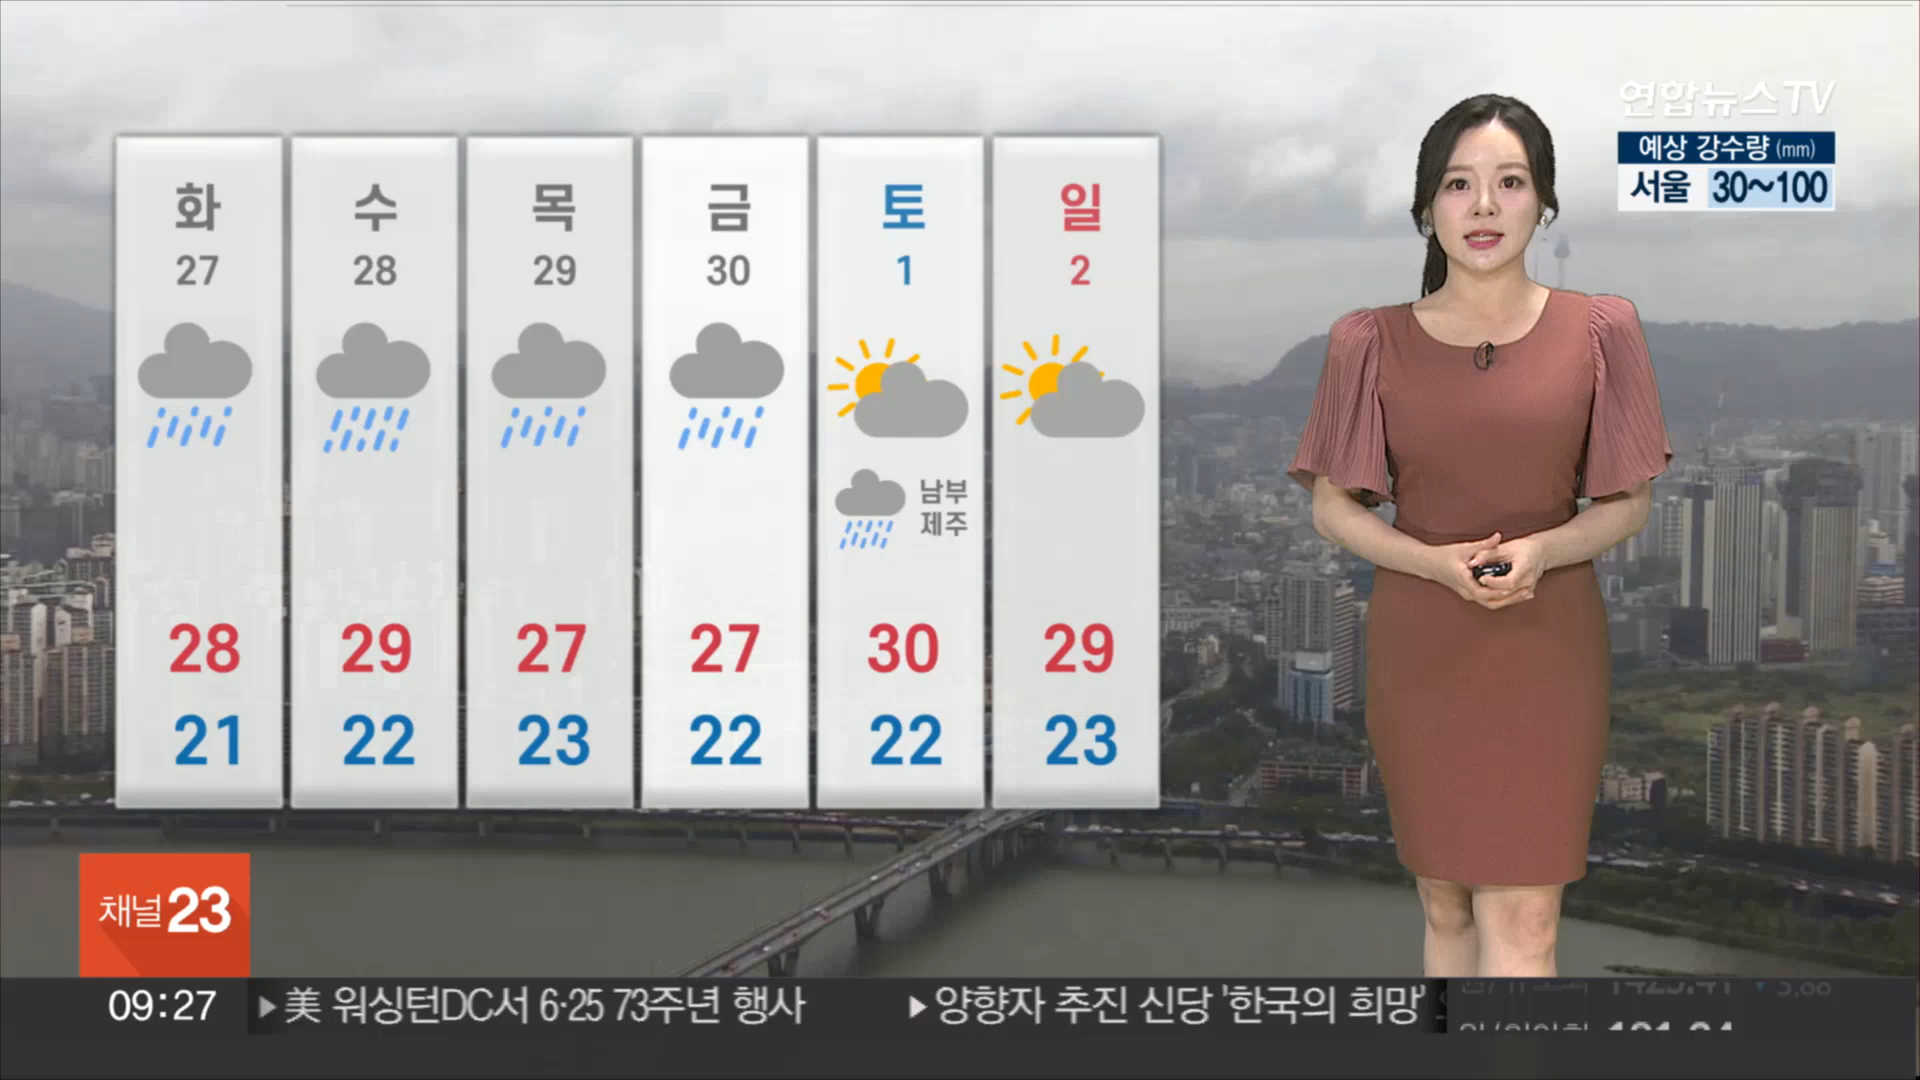 연합뉴스TV
예상 강수량 (mm)
서울 30~100
화 수 목 금 토 일
27 28 29 30 1 2
남부
제주
28 29 27 27 30 29
21 22 23 22 22 23
채널23
09:27 ▶美 워싱턴DC서 6·25 73주년 행사 ▶양향자 추진 신당 '한국의 희망'